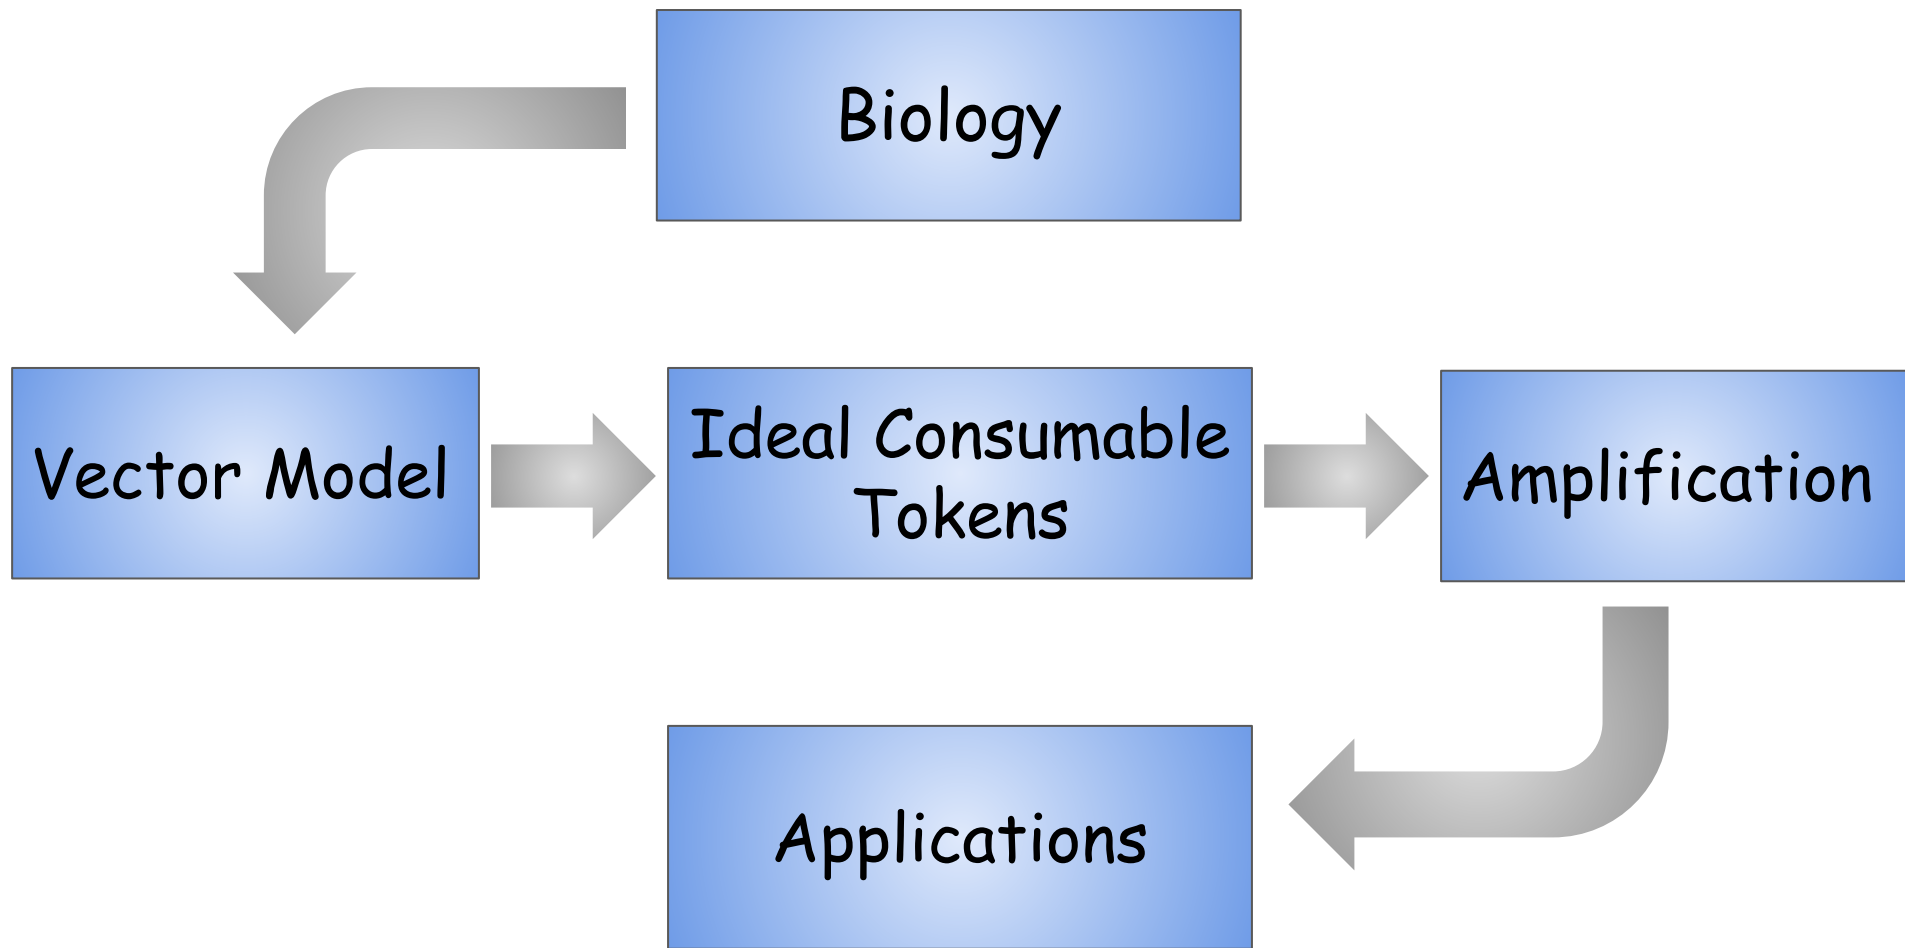 Biology
Vector Model
Ideal Consumable
Tokens
Amplification
Applications